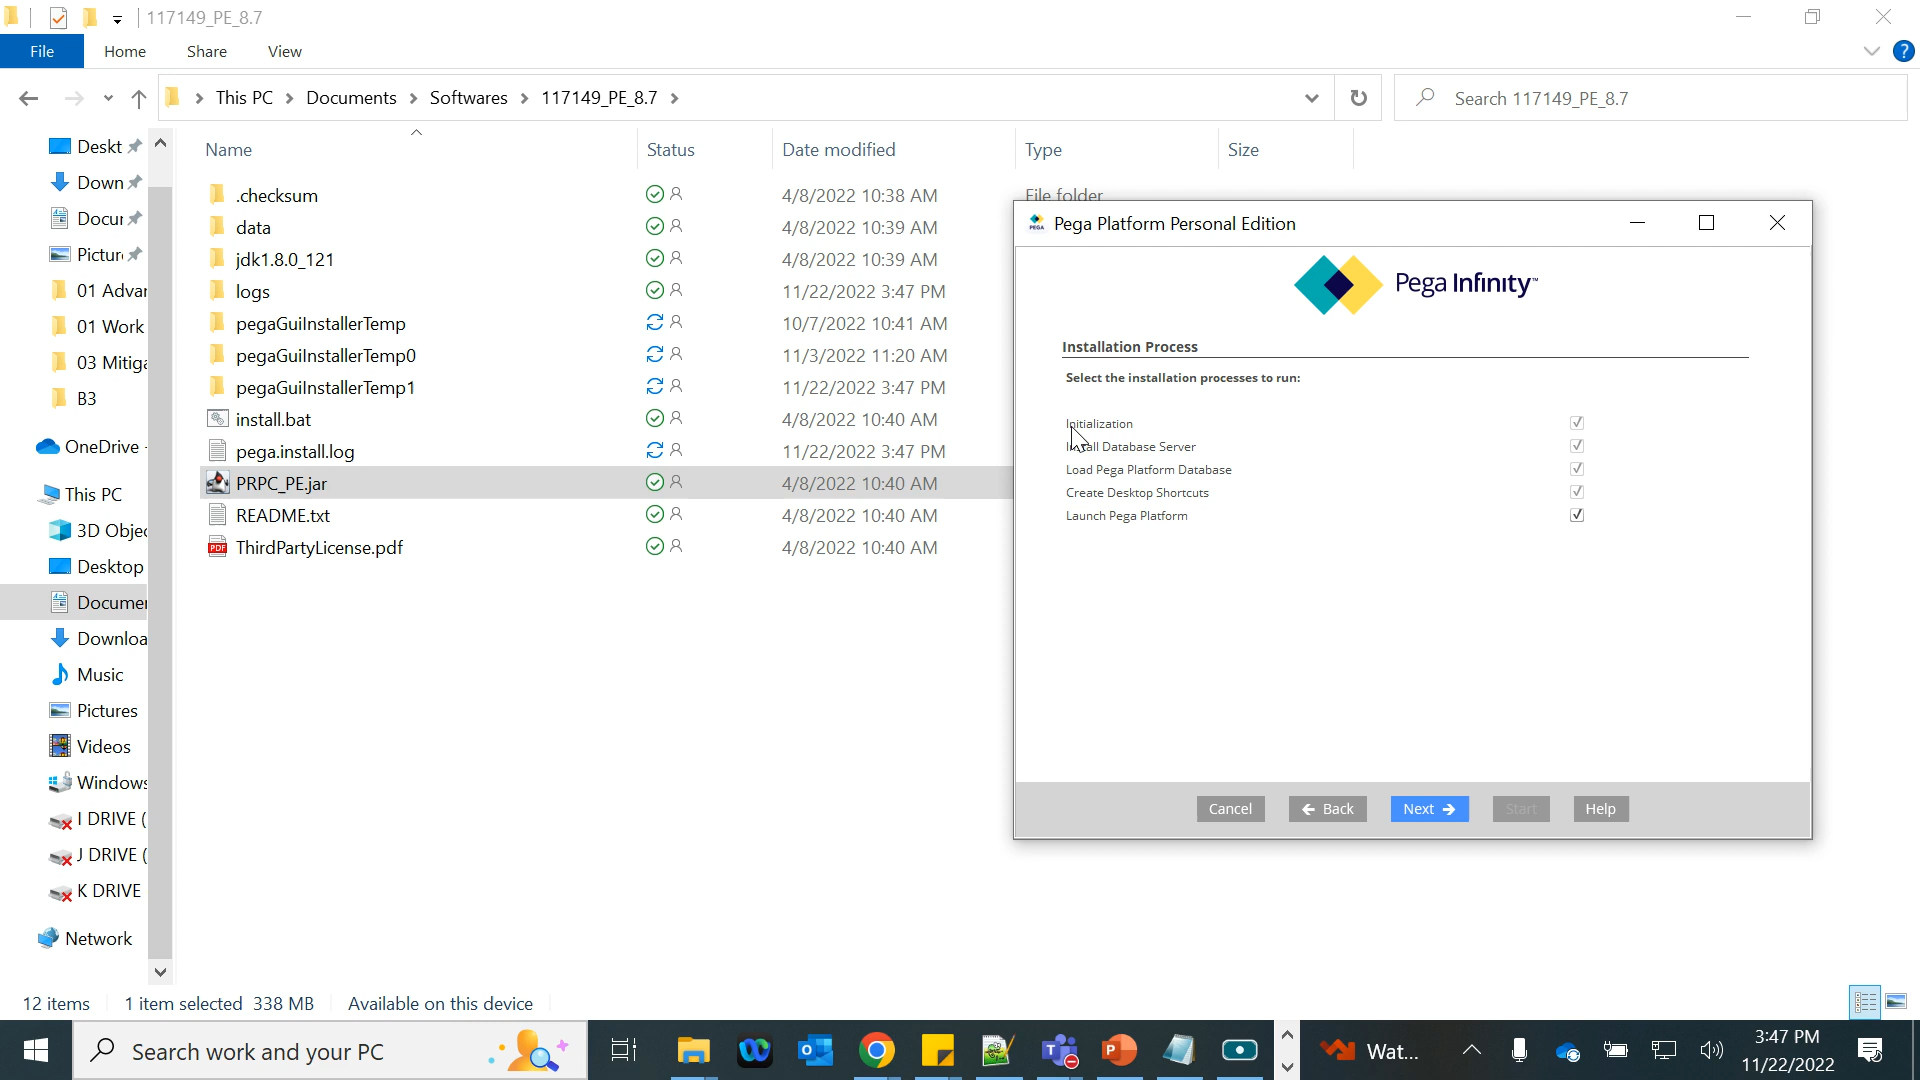 117149_PE_8.7
File Home Share View
This PC Documents Softwares 117149_PE_8.7
Search 117149_PE_8.7
Name Status Date modified Type Size
.checksum 4/8/2022 10:38 AM File folder
data 4/8/2022 10:39 AM
jdk1.8.0_121 4/8/2022 10:39 AM
logs 11/22/2022 3:47 PM
pegaGuiInstallerTemp 10/7/2022 10:41 AM
pegaGuiInstallerTemp0 11/3/2022 11:20 AM
pegaGuiInstallerTemp1 11/22/2022 3:47 PM
install.bat 4/8/2022 10:40 AM
pega.install.log 11/22/2022 3:47 PM
PRPC_PE.jar 4/8/2022 10:40 AM
README.txt 4/8/2022 10:40 AM
PDF ThirdPartyLicense.pdf 4/8/2022 10:40 AM
Deskt
Down
Docur
Pictur
01 Advar
01 Work
03 Mitiga
B3
OneDrive -
This PC
3D Objec
Desktop
Documer
Downloa
Music
Pictures
Videos
Windows
I DRIVE (
J DRIVE (
K DRIVE
Network
12 items 1 item selected 338 MB Available on this device
PEGA Pega Platform Personal Edition
Pega Infinity™
Installation Process
Select the installation processes to run:
Initialization
Install Database Server
Load Pega Platform Database
Create Desktop Shortcuts
Launch Pega Platform
Cancel Back Next Start Help
Search work and your PC
Wat...
3:47 PM
11/22/2022